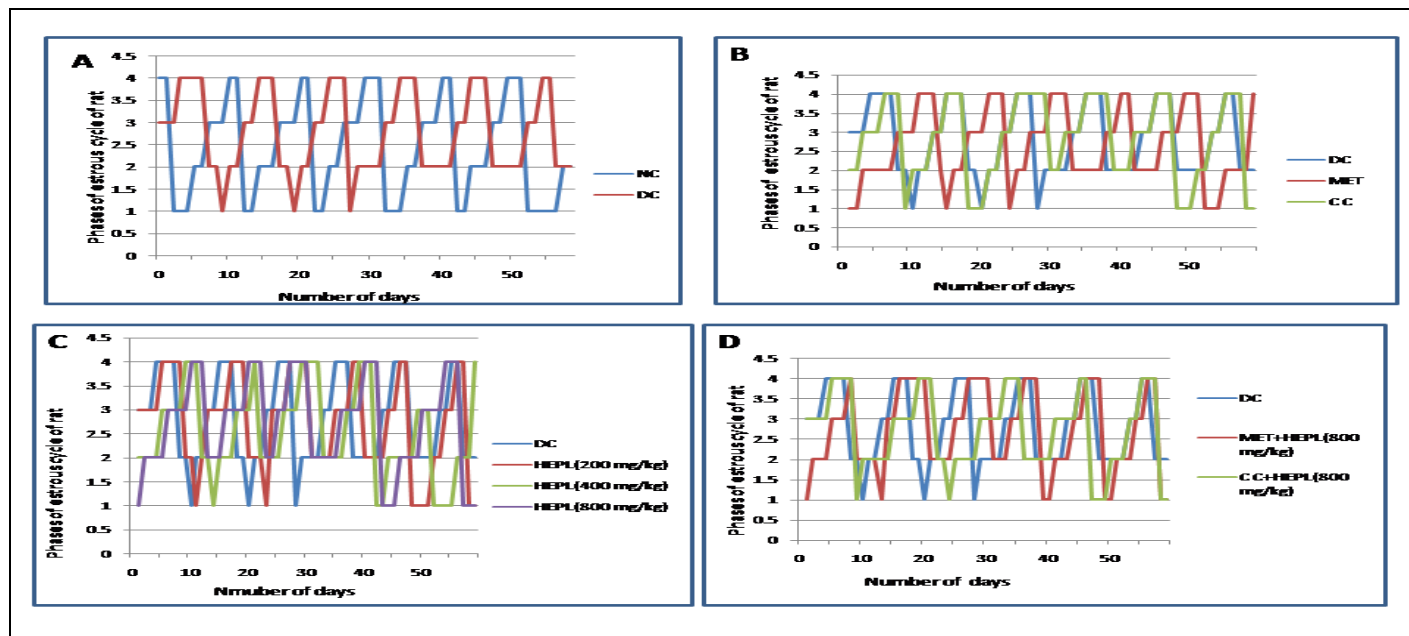 A
Phases of estrous cycle of rat
4.5
4
3.5
3
2.5
2
1.5
1
0.5
0
0 10 20 30 40 50
Number of days
NC
DC
B
Phases of estrous cycle of rat
4.5
4
3.5
3
2.5
2
1.5
1
0.5
0
0 10 20 30 40 50
Number of days
DC
MET
CC
C
Phases of estrous cycle of rat
4.5
4
3.5
3
2.5
2
1.5
1
0.5
0
0 10 20 30 40 50
Nmuber of days
DC
HEPL(200 mg/kg)
HEPL(400 mg/kg)
HEPL(800 mg/kg)
D
Phases of estrous cycle of rat
4.5
4
3.5
3
2.5
2
1.5
1
0.5
0
0 10 20 30 40 50
Number of days
DC
MET+HEPL(800
mg/kg)
CC+HEPL(800
mg/kg)